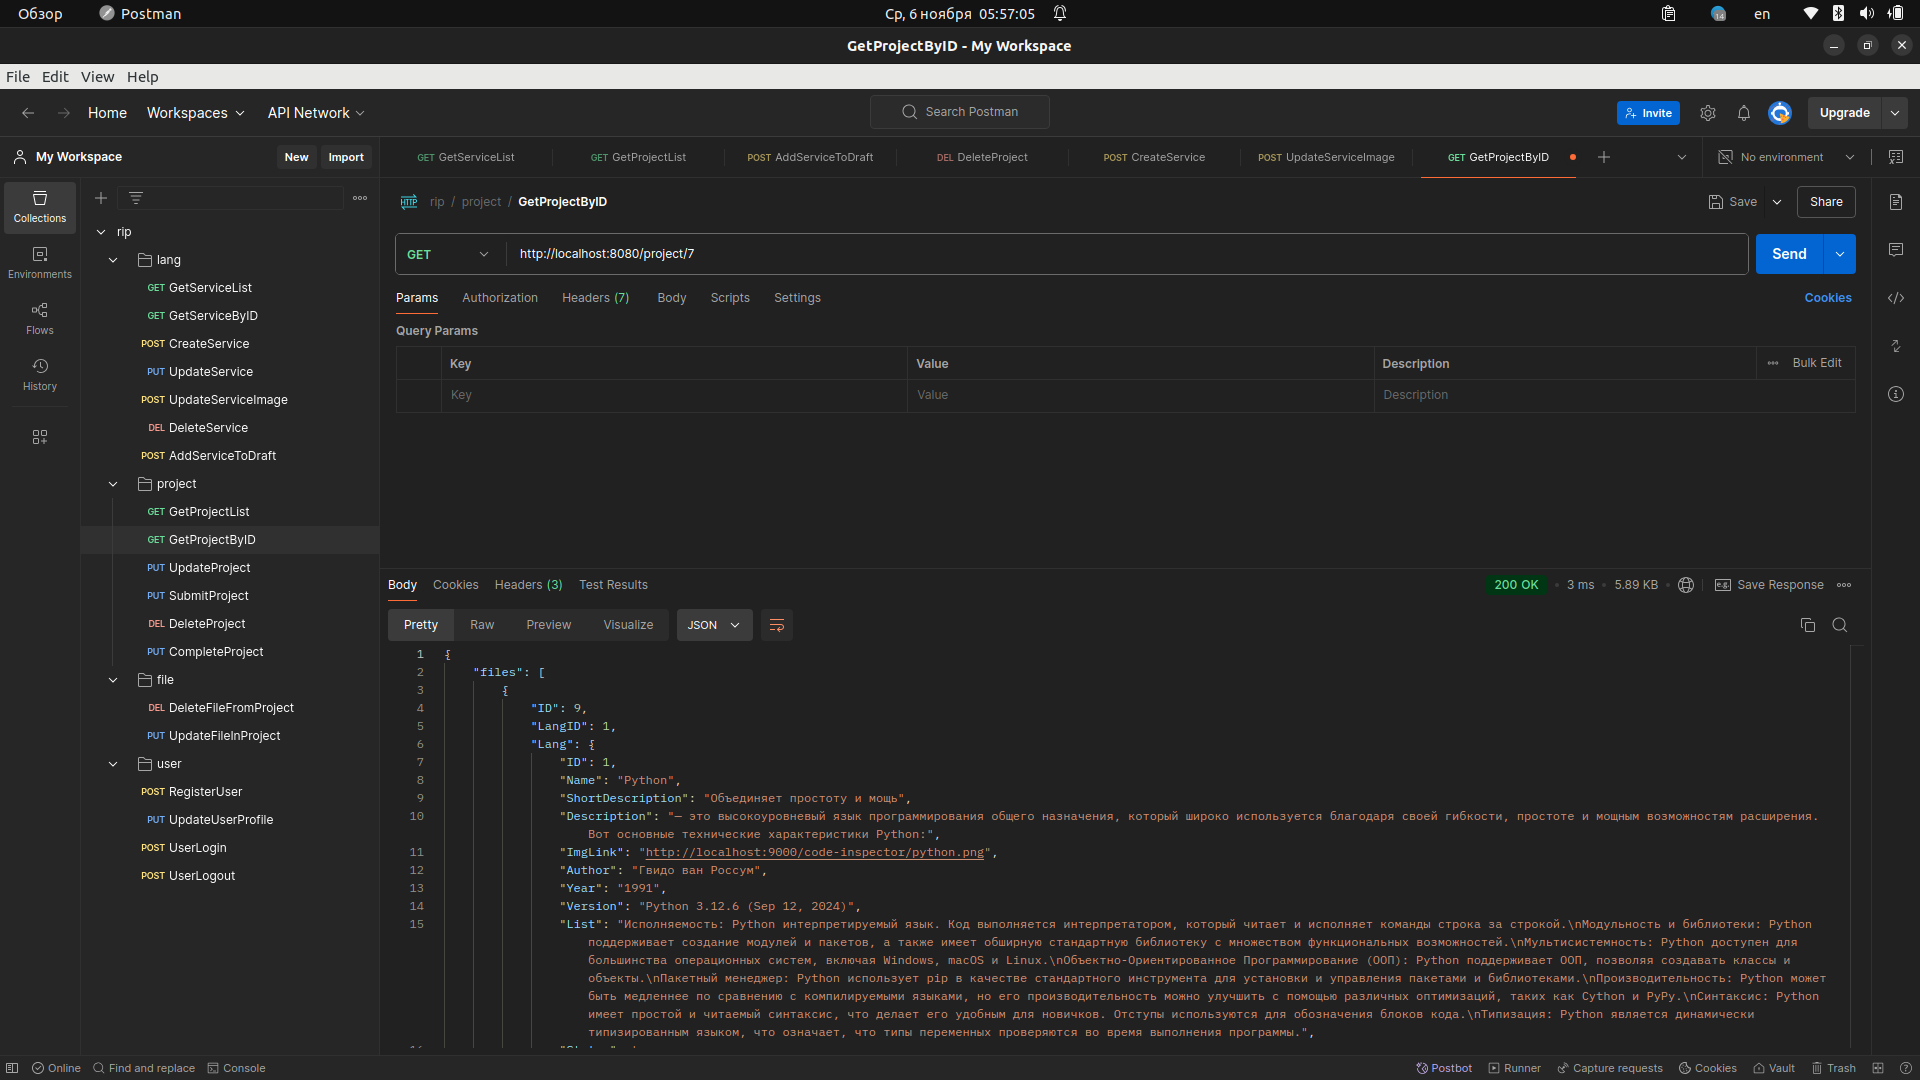 Обзор Postman Ср, 6 ноября 05:57:05 14 en
GetProjectByID - My Workspace
File Edit View Help
Home Workspaces API Network Search Postman Invite Upgrade
My Workspace New Import GET GetServiceList GET GetProjectList POST AddServiceToDraft DEL DeleteProject POST CreateService POST UpdateServiceImage GET GetProjectByID No environment
Collections
Environments
Flows
History
rip
lang
GET GetServiceList
GET GetServiceByID
POST CreateService
PUT UpdateService
POST UpdateServiceImage
DEL DeleteService
POST AddServiceToDraft
project
GET GetProjectList
GET GetProjectByID
PUT UpdateProject
PUT SubmitProject
DEL DeleteProject
PUT CompleteProject
file
DEL DeleteFileFromProject
PUT UpdateFileInProject
user
POST RegisterUser
PUT UpdateUserProfile
POST UserLogin
POST UserLogout
HTTP rip / project / GetProjectByID Save Share
GET http://localhost:8080/project/7 Send
Params Authorization Headers (7) Body Scripts Settings Cookies
Query Params
Key Value Description Bulk Edit
Key Value Description
Body Cookies Headers (3) Test Results 200 OK 3 ms 5.89 KB e.g. Save Response
Pretty Raw Preview Visualize JSON
1 {
2 "files": [
3 {
4 "ID": 9,
5 "LangID": 1,
6 "Lang": {
7 "ID": 1,
8 "Name": "Python",
9 "ShortDescription": "Объединяет простоту и мощь",
10 "Description": "— это высокоуровневый язык программирования общего назначения, который широко используется благодаря своей гибкости, простоте и мощным возможностям расширения.
Вот основные технические характеристики Python:",
11 "ImgLink": "http://localhost:9000/code-inspector/python.png",
12 "Author": "Гвидо ван Россум",
13 "Year": "1991",
14 "Version": "Python 3.12.6 (Sep 12, 2024)",
15 "List": "Исполняемость: Python интерпретируемый язык. Код выполняется интерпретатором, который читает и исполняет команды строка за строкой.\nМодульность и библиотеки: Python
поддерживает создание модулей и пакетов, а также имеет обширную стандартную библиотеку с множеством функциональных возможностей.\nМультисистемность: Python доступен для
большинства операционных систем, включая Windows, macOS и Linux.\nОбъектно-Ориентированное Программирование (ООП): Python поддерживает ООП, позволяя создавать классы и
объекты.\nПакетный менеджер: Python использует pip в качестве стандартного инструмента для установки и управления пакетами и библиотеками.\nПроизводительность: Python может
быть медленнее по сравнению с компилируемыми языками, но его производительность можно улучшить с помощью различных оптимизаций, таких как Cython и PyPy.\nСинтаксис: Python
имеет простой и читаемый синтаксис, что делает его удобным для новичков. Отступы используются для обозначения блоков кода.\nТипизация: Python является динамически
типизированным языком, что означает, что типы переменных проверяются во время выполнения программы.",
Online Find and replace Console Postbot Runner Capture requests Cookies Vault Trash